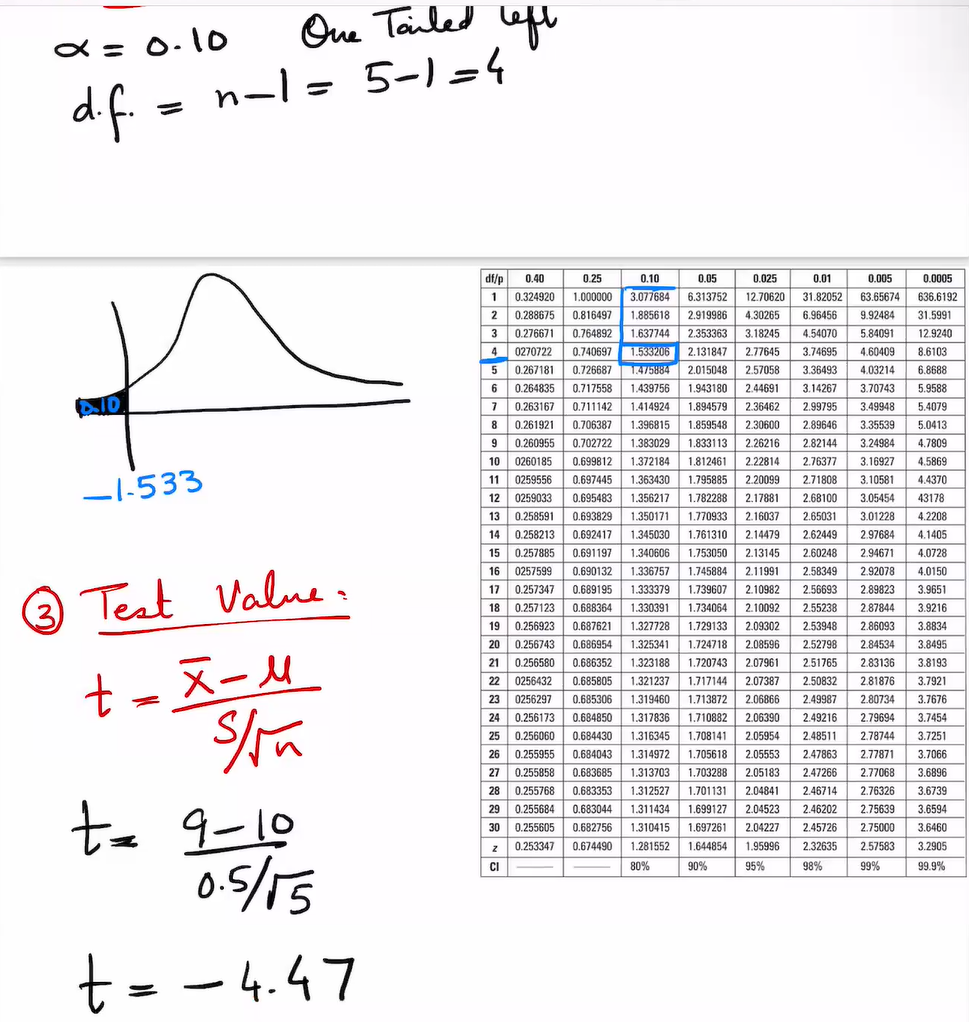 α = 0.10 One Tailed left
d.f. = n-1 = 5-1 = 4
0.10
-1.533
③ Test Value:
t = x̄-μ / S/√n
t = 9-10 / 0.5/√5
t = -4.47
df/p 0.40 0.25 0.10 0.05 0.025 0.01 0.005 0.0005
1 0.324920 1.000000 3.077684 6.313752 12.70620 31.82052 63.65674 636.6192
2 0.288675 0.816497 1.885618 2.919986 4.30265 6.96456 9.92484 31.5991
3 0.276671 0.764892 1.637744 2.353363 3.18245 4.54070 5.84091 12.9240
4 0270722 0.740697 1.533206 2.131847 2.77645 3.74695 4.60409 8.6103
5 0.267181 0.726687 1.475884 2.015048 2.57058 3.36493 4.03214 6.8688
6 0.264835 0.717558 1.439756 1.943180 2.44691 3.14267 3.70743 5.9588
7 0.263167 0.711142 1.414924 1.894579 2.36462 2.99795 3.49948 5.4079
8 0.261921 0.706387 1.396815 1.859548 2.30600 2.89646 3.35539 5.0413
9 0.260955 0.702722 1.383029 1.833113 2.26216 2.82144 3.24984 4.7809
10 0260185 0.699812 1.372184 1.812461 2.22814 2.76377 3.16927 4.5869
11 0259556 0.697445 1.363430 1.795885 2.20099 2.71808 3.10581 4.4370
12 0259033 0.695483 1.356217 1.782288 2.17881 2.68100 3.05454 43178
13 0.258591 0.693829 1.350171 1.770933 2.16037 2.65031 3.01228 4.2208
14 0.258213 0.692417 1.345030 1.761310 2.14479 2.62449 2.97684 4.1405
15 0.257885 0.691197 1.340606 1.753050 2.13145 2.60248 2.94671 4.0728
16 0257599 0.690132 1.336757 1.745884 2.11991 2.58349 2.92078 4.0150
17 0.257347 0.689195 1.333379 1.739607 2.10982 2.56693 2.89823 3.9651
18 0.257123 0.688364 1.330391 1.734064 2.10092 2.55238 2.87844 3.9216
19 0.256923 0.687621 1.327728 1.729133 2.09302 2.53948 2.86093 3.8834
20 0.256743 0.686954 1.325341 1.724718 2.08596 2.52798 2.84534 3.8495
21 0.256580 0.686352 1.323188 1.720743 2.07961 2.51765 2.83136 3.8193
22 0256432 0.685805 1.321237 1.717144 2.07387 2.50832 2.81876 3.7921
23 0256297 0.685306 1.319460 1.713872 2.06866 2.49987 2.80734 3.7676
24 0.256173 0.684850 1.317836 1.710882 2.06390 2.49216 2.79694 3.7454
25 0.256060 0.684430 1.316345 1.708141 2.05954 2.48511 2.78744 3.7251
26 0.255955 0.684043 1.314972 1.705618 2.05553 2.47863 2.77871 3.7066
27 0.255858 0.683685 1.313703 1.703288 2.05183 2.47266 2.77068 3.6896
28 0.255768 0.683353 1.312527 1.701131 2.04841 2.46714 2.76326 3.6739
29 0.255684 0.683044 1.311434 1.699127 2.04523 2.46202 2.75639 3.6594
30 0.255605 0.682756 1.310415 1.697261 2.04227 2.45726 2.75000 3.6460
z 0.253347 0.674490 1.281552 1.644854 1.95996 2.32635 2.57583 3.2905
CI 80% 90% 95% 98% 99% 99.9%